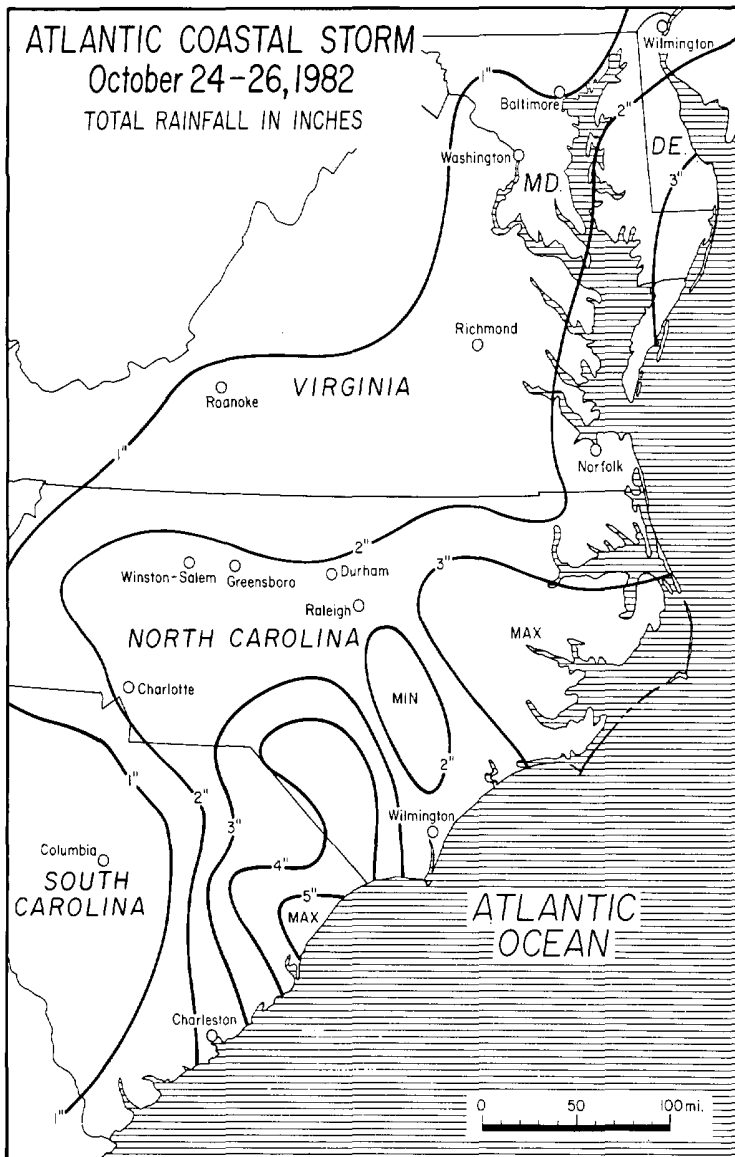 ATLANTIC COASTAL STORM
October 24-26, 1982
TOTAL RAINFALL IN INCHES
Wilmington
1"
Baltimore
2"
DE.
Washington
MD.
3"
Richmond
VIRGINIA
Roanoke
1"
Norfolk
2"
Winston-Salem
Greensboro
Durham
3"
Raleigh
NORTH CAROLINA
MAX
Charlotte
MIN
1"
2"
2"
3"
Wilmington
Columbia
4"
SOUTH
CAROLINA
5"
MAX
ATLANTIC
OCEAN
Charleston
1"
0 50 100 mi.